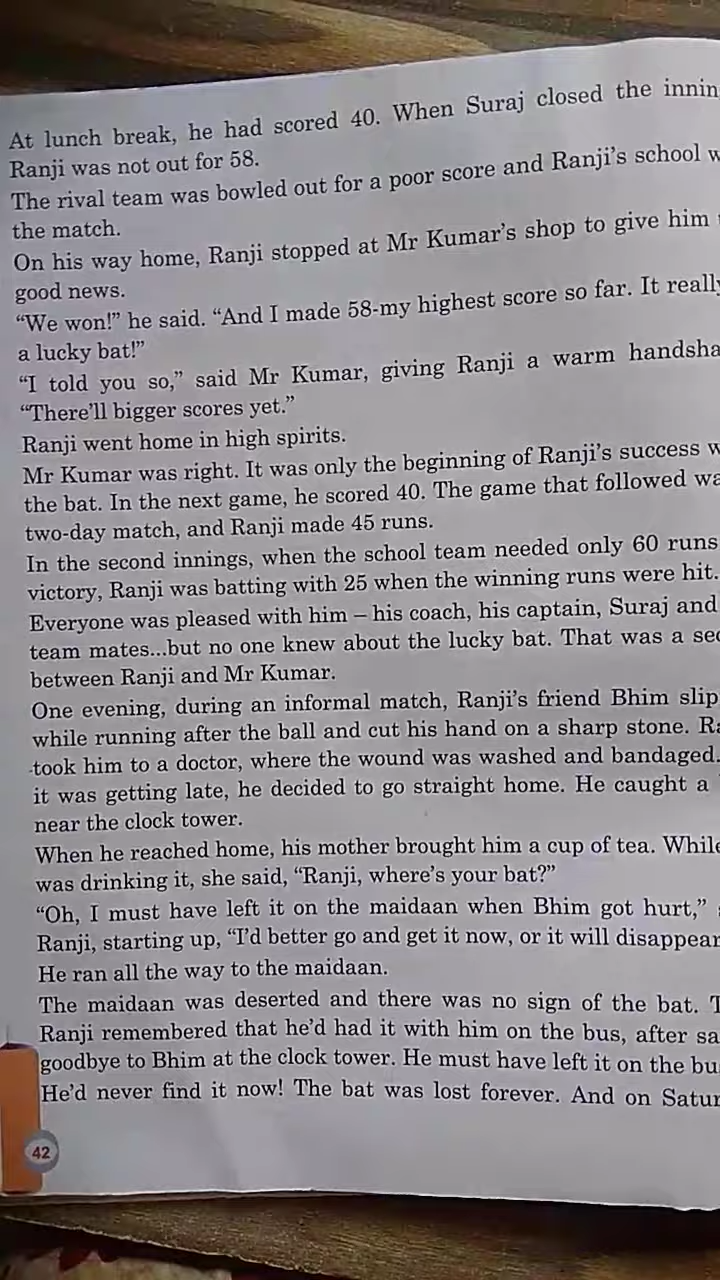 At lunch break, he had scored 40. When Suraj closed the innin
Ranji was not out for 58.
The rival team was bowled out for a poor score and Ranji's school w
the match.
On his way home, Ranji stopped at Mr Kumar's shop to give him
good news.
“We won!” he said. “And I made 58-my highest score so far. It really
a lucky bat!”
“I told you so,” said Mr Kumar, giving Ranji a warm handsha
“There'll bigger scores yet.”
Ranji went home in high spirits.
Mr Kumar was right. It was only the beginning of Ranji's success w
the bat. In the next game, he scored 40. The game that followed wa
two-day match, and Ranji made 45 runs.
In the second innings, when the school team needed only 60 runs
victory, Ranji was batting with 25 when the winning runs were hit.
Everyone was pleased with him – his coach, his captain, Suraj and
team mates...but no one knew about the lucky bat. That was a sec
between Ranji and Mr Kumar.
One evening, during an informal match, Ranji's friend Bhim slip
while running after the ball and cut his hand on a sharp stone. Ra
took him to a doctor, where the wound was washed and bandaged.
it was getting late, he decided to go straight home. He caught a
near the clock tower.
When he reached home, his mother brought him a cup of tea. While
was drinking it, she said, “Ranji, where's your bat?”
“Oh, I must have left it on the maidaan when Bhim got hurt,”
Ranji, starting up, “I'd better go and get it now, or it will disappear
He ran all the way to the maidaan.
The maidaan was deserted and there was no sign of the bat. T
Ranji remembered that he'd had it with him on the bus, after sa
goodbye to Bhim at the clock tower. He must have left it on the bu
He'd never find it now! The bat was lost forever. And on Satur
42